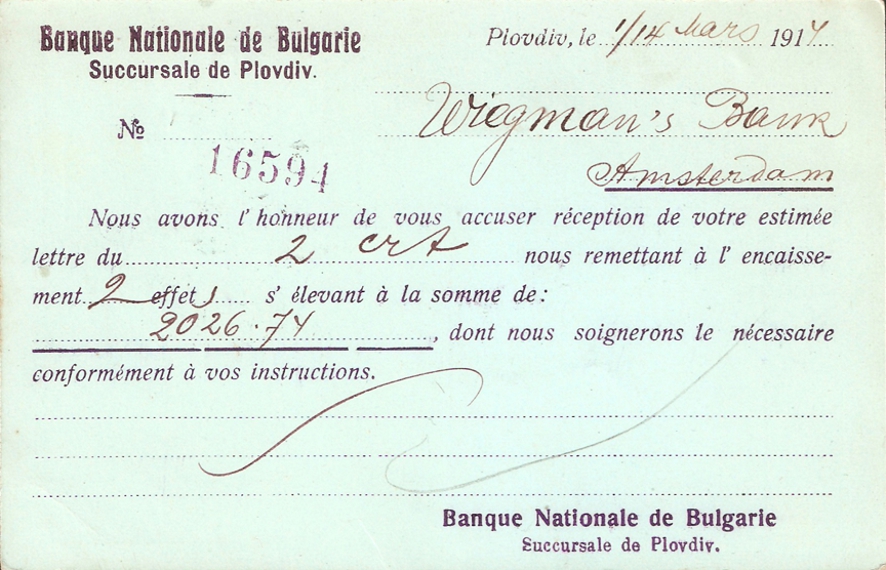 Banque Nationale de Bulgarie
Succursale de Plovdiv.
Plovdiv, le 1/14 Mars 1914
Wiegman's Bank
Amsterdam
No
16594
Nous avons l'honneur de vous accuser réception de votre estimée
lettre du 2 crt nous remettant à l'encaisse-
ment 2 effets s'élevant à la somme de:
2026.74, dont nous soignerons le nécessaire
conformément à vos instructions.
Banque Nationale de Bulgarie
Succursale de Plovdiv.